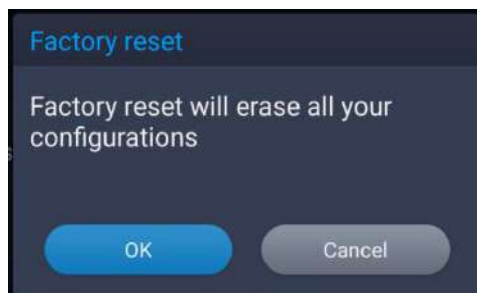 Factory reset
Factory reset will erase all your
configurations
OK
Cancel